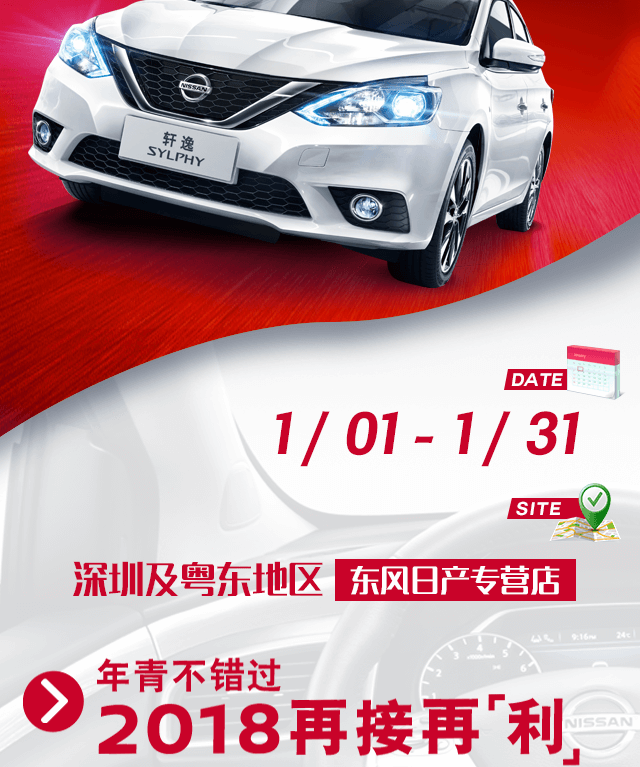 NISSAN
轩逸
SYLPHY
DATE
1/ 01 - 1/ 31
SITE
深圳及粤东地区 东风日产专营店
年青不错过
2018再接再「利」
NISSAN